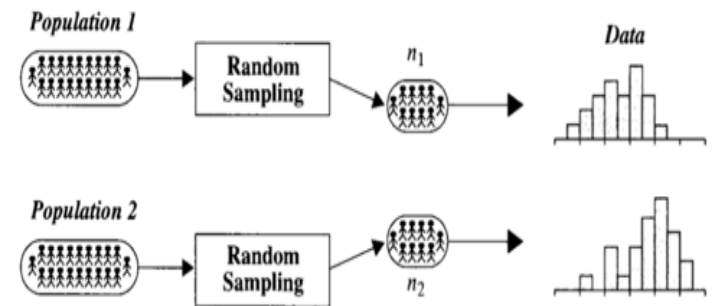 Population 1
Random
Sampling
n₁
Data
Population 2
Random
Sampling
n₂